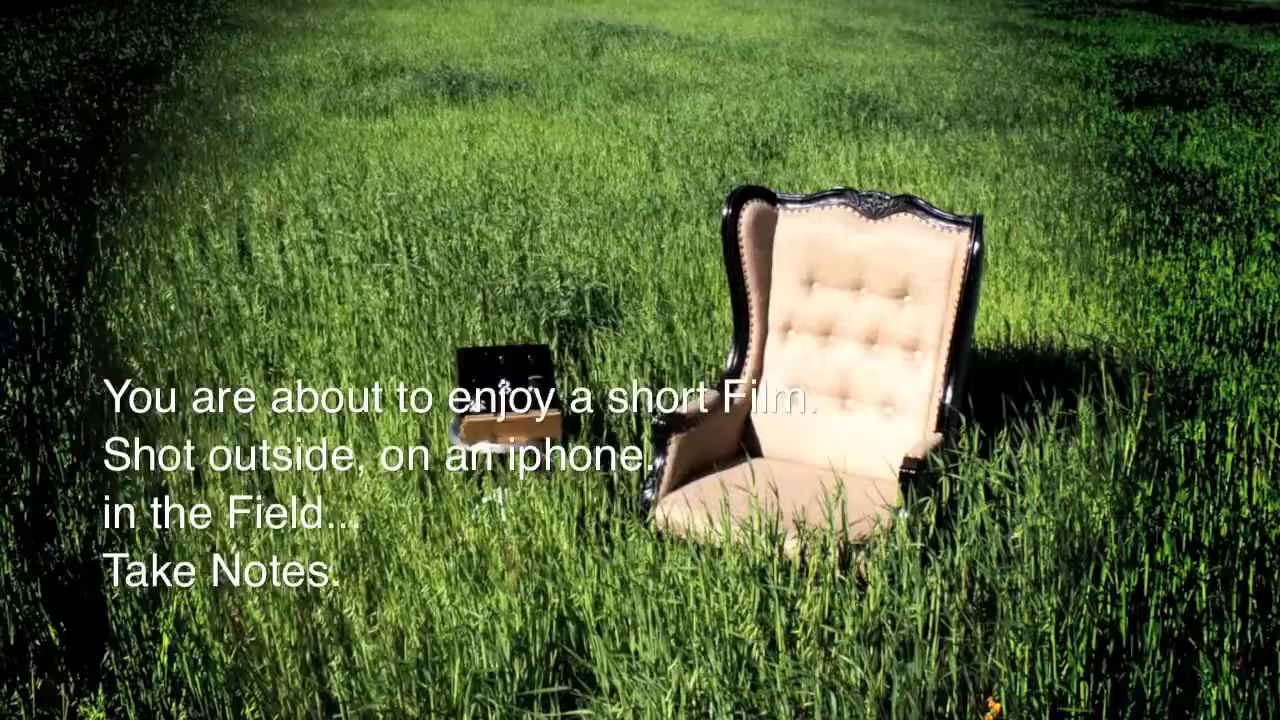 You are about to enjoy a short Film.
Shot outside, on an iphone.
in the Field...
Take Notes.